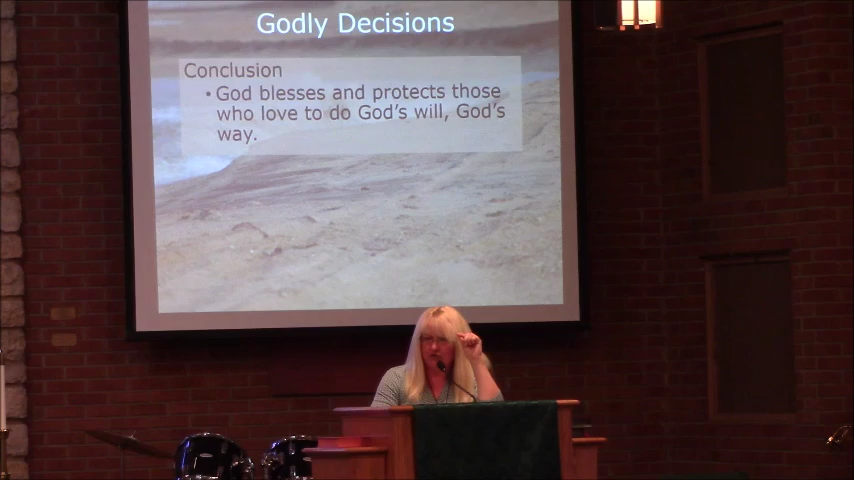 Godly Decisions
Conclusion
• God blesses and protects those
who love to do God's will, God's
way.